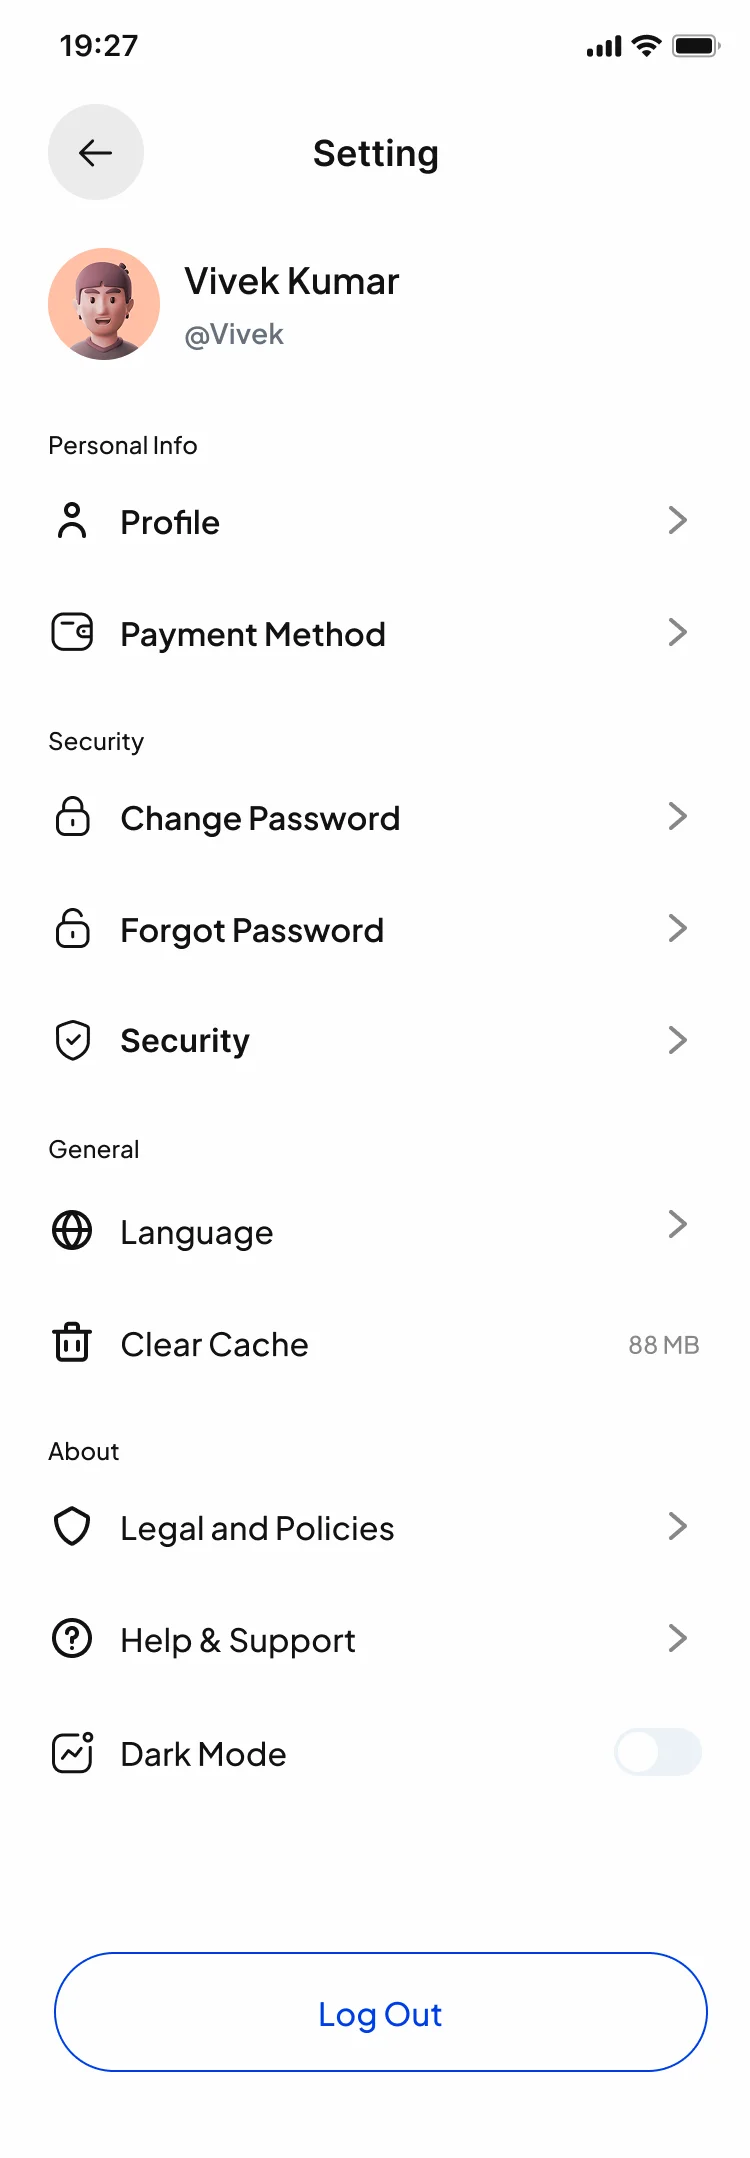 19:27
Setting
Vivek Kumar
@Vivek
Personal Info
Profile
Payment Method
Security
Change Password
Forgot Password
Security
General
Language
Clear Cache 88 MB
About
Legal and Policies
Help & Support
Dark Mode
Log Out